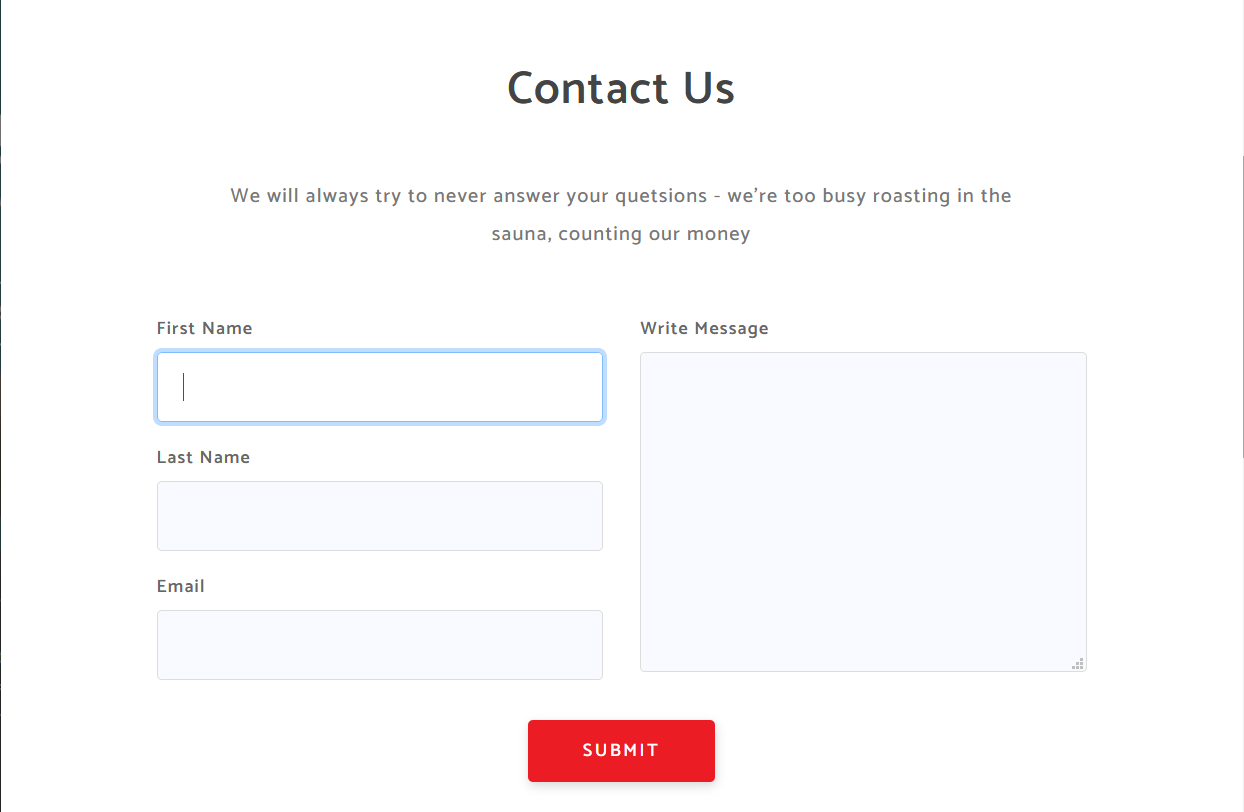 Contact Us
We will always try to never answer your quetsions - we're too busy roasting in the
sauna, counting our money
First Name
Write Message
Last Name
Email
SUBMIT